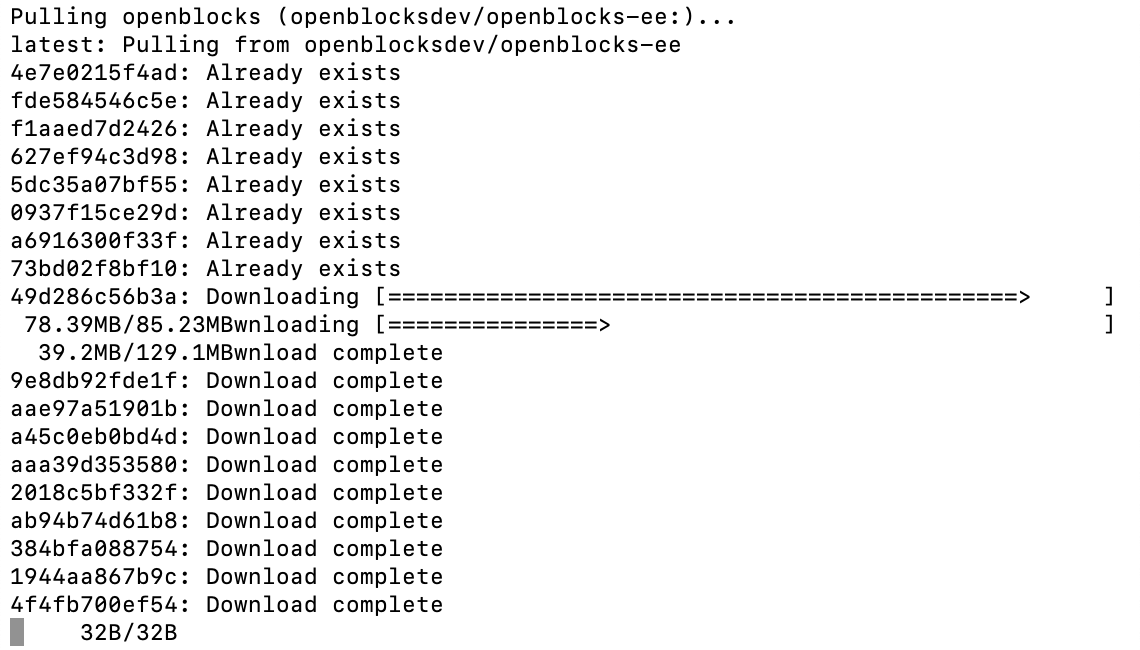 Pulling openblocks (openblocksdev/openblocks-ee:)...
latest: Pulling from openblocksdev/openblocks-ee
4e7e0215f4ad: Already exists
fde584546c5e: Already exists
f1aaed7d2426: Already exists
627ef94c3d98: Already exists
5dc35a07bf55: Already exists
0937f15ce29d: Already exists
a6916300f33f: Already exists
73bd02f8bf10: Already exists
49d286c56b3a: Downloading [=============================================>     ]
 78.39MB/85.23MBwnloading [===============>                                   ]
  39.2MB/129.1MBwnload complete
9e8db92fde1f: Download complete
aae97a51901b: Download complete
a45c0eb0bd4d: Download complete
aaa39d353580: Download complete
2018c5bf332f: Download complete
ab94b74d61b8: Download complete
384bfa088754: Download complete
1944aa867b9c: Download complete
4f4fb700ef54: Download complete
     32B/32B